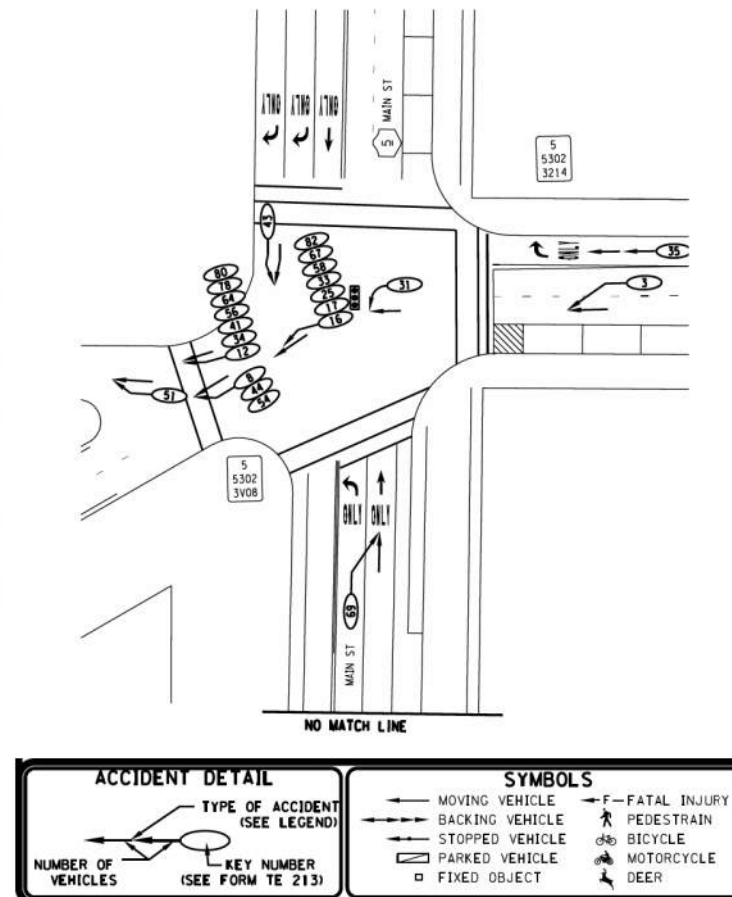 ONLY
ONLY
ONLY
MAIN ST
5
5
5302
3214
43
82
67
58
33
25
17
16
31
ONLY
35
3
80
78
64
56
41
34
12
8
44
54
51
5
5302
3V08
ONLY
ONLY
69
MAIN ST
NO MATCH LINE
ACCIDENT DETAIL
TYPE OF ACCIDENT
(SEE LEGEND)
NUMBER OF
VEHICLES
KEY NUMBER
(SEE FORM TE 213)
SYMBOLS
MOVING VEHICLE
F
FATAL INJURY
BACKING VEHICLE
PEDESTRAIN
STOPPED VEHICLE
BICYCLE
PARKED VEHICLE
MOTORCYCLE
FIXED OBJECT
DEER